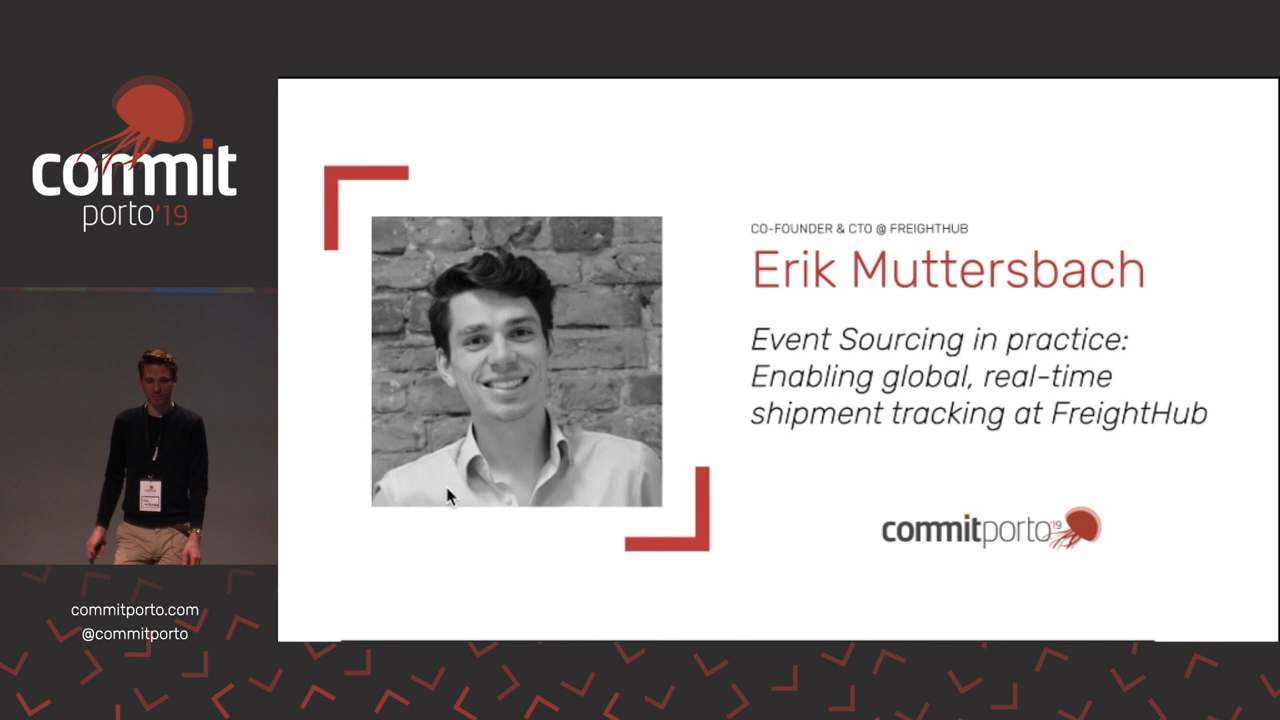 commit
porto'19
CO-FOUNDER & CTO @ FREIGHTHUB
Erik Muttersbach
Event Sourcing in practice:
Enabling global, real-time
shipment tracking at FreightHub
commitporto'19
commitporto.com
@commitporto